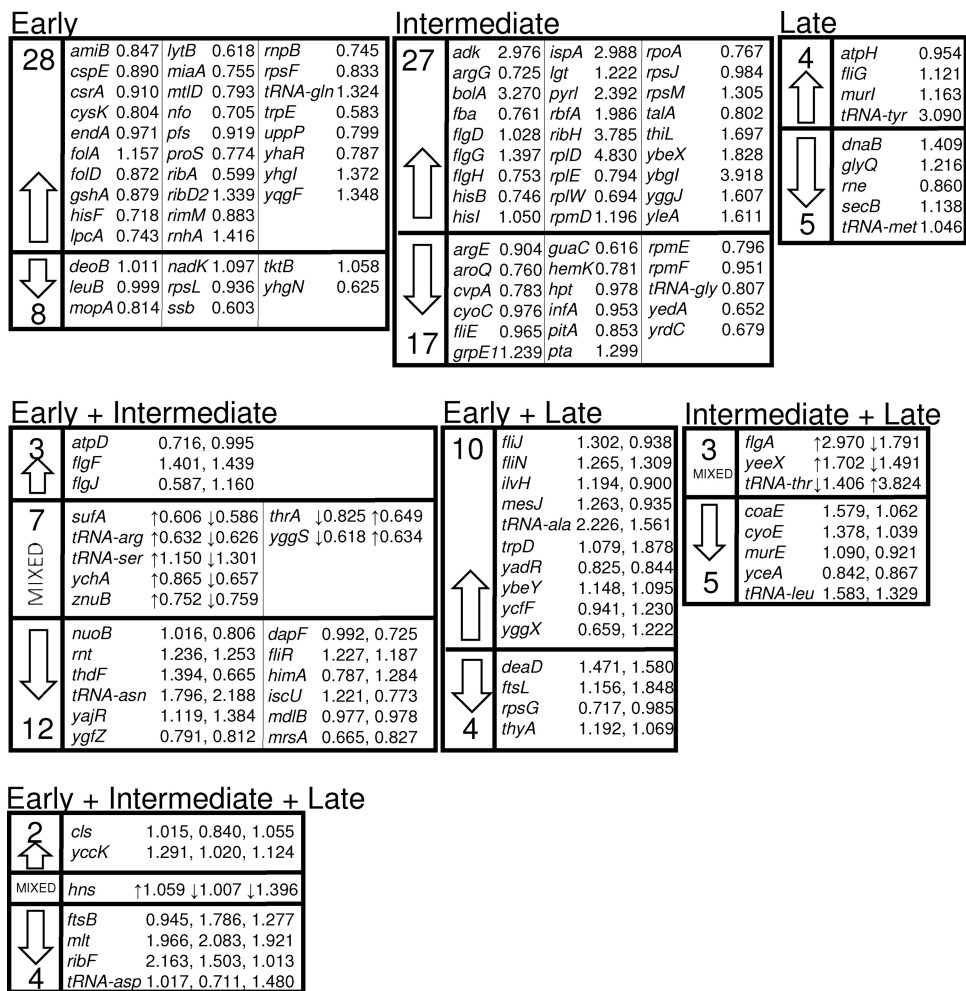 Early
28
amiB 0.847 lytB 0.618 rnpB 0.745
cspE 0.890 miaA 0.755 rpsF 0.833
csrA 0.910 mtlD 0.793 tRNA-gln 1.324
cysK 0.804 nfo 0.705 trpE 0.583
endA 0.971 pfs 0.919 uppP 0.799
folA 1.157 proS 0.774 yhaR 0.787
folD 0.872 ribA 0.599 yhgI 1.372
gshA 0.879 ribD2 1.339 yqgF 1.348
hisF 0.718 rimM 0.883
lpcA 0.743 rnhA 1.416
deoB 1.011 nadK 1.097 tktB 1.058
leuB 0.999 rpsL 0.936 yhgN 0.625
mopA 0.814 ssb 0.603
8
Intermediate
27
adk 2.976 ispA 2.988 rpoA 0.767
argG 0.725 lgt 1.222 rpsJ 0.984
bolA 3.270 pyrI 2.392 rpsM 1.305
fba 0.761 rbfA 1.986 talA 0.802
flgD 1.028 ribH 3.785 thiL 1.697
flgG 1.397 rplD 4.830 ybeX 1.828
flgH 0.753 rplE 0.794 ybgI 3.918
hisB 0.746 rplW 0.694 yggJ 1.607
hisI 1.050 rpmD 1.196 yleA 1.611
argE 0.904 guaC 0.616 rpmE 0.796
aroQ 0.760 hemK 0.781 rpmF 0.951
cvpA 0.783 hpt 0.978 tRNA-gly 0.807
cyoC 0.976 infA 0.953 yedA 0.652
fliE 0.965 pitA 0.853 yrdC 0.679
grpE1 1.239 pta 1.299
17
Late
4
atpH 0.954
fliG 1.121
murI 1.163
tRNA-tyr 3.090
dnaB 1.409
glyQ 1.216
rne 0.860
secB 1.138
tRNA-met 1.046
5
Early + Intermediate
3
atpD 0.716, 0.995
flgF 1.401, 1.439
flgJ 0.587, 1.160
7
MIXED
sufA ↑0.606 ↓0.586 thrA ↓0.825 ↑0.649
tRNA-arg ↑0.632 ↓0.626 yggS ↓0.618 ↑0.634
tRNA-ser ↑1.150 ↓1.301
ychA ↑0.865 ↓0.657
znuB ↑0.752 ↓0.759
nuoB 1.016, 0.806 dapF 0.992, 0.725
rnt 1.236, 1.253 fliR 1.227, 1.187
thdF 1.394, 0.665 himA 0.787, 1.284
tRNA-asn 1.796, 2.188 iscU 1.221, 0.773
yajR 1.119, 1.384 mdlB 0.977, 0.978
ygfZ 0.791, 0.812 mrsA 0.665, 0.827
12
Early + Late
10
fliJ 1.302, 0.938
fliN 1.265, 1.309
ilvH 1.194, 0.900
mesJ 1.263, 0.935
tRNA-ala 2.226, 1.561
trpD 1.079, 1.878
yadR 0.825, 0.844
ybeY 1.148, 1.095
ycfF 0.941, 1.230
yggX 0.659, 1.222
deaD 1.471, 1.580
ftsL 1.156, 1.848
rpsG 0.717, 0.985
thyA 1.192, 1.069
4
Intermediate + Late
3
MIXED
flgA ↑2.970 ↓1.791
yeeX ↑1.702 ↓1.491
tRNA-thr ↓1.406 ↑3.824
coaE 1.579, 1.062
cyoE 1.378, 1.039
murE 1.090, 0.921
yceA 0.842, 0.867
tRNA-leu 1.583, 1.329
5
Early + Intermediate + Late
2
cls 1.015, 0.840, 1.055
yccK 1.291, 1.020, 1.124
MIXED hns ↑1.059 ↓1.007 ↓1.396
ftsB 0.945, 1.786, 1.277
mlt 1.966, 2.083, 1.921
ribF 2.163, 1.503, 1.013
tRNA-asp 1.017, 0.711, 1.480
4